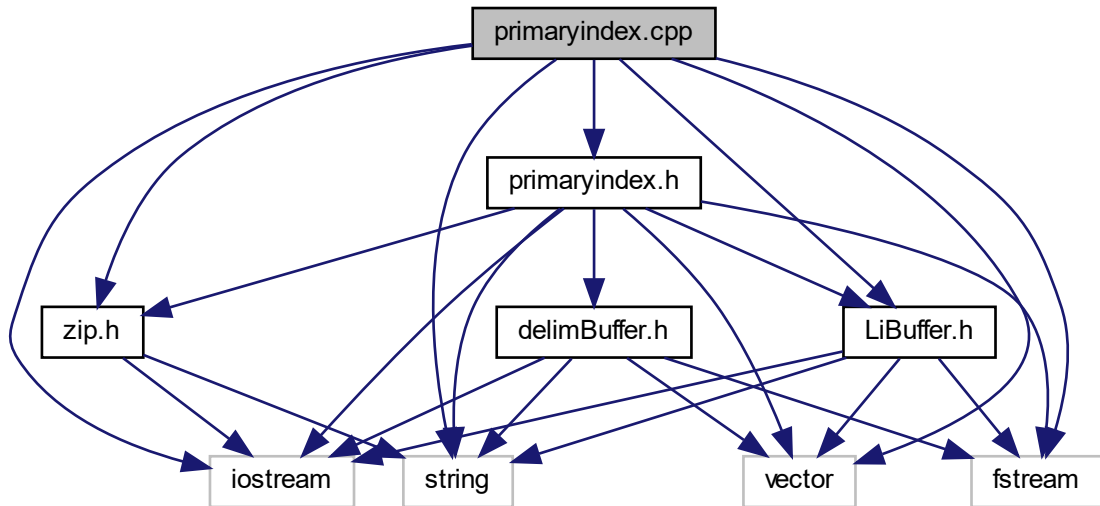 primaryindex.cpp
primaryindex.h
zip.h
delimBuffer.h
LiBuffer.h
iostream
string
vector
fstream